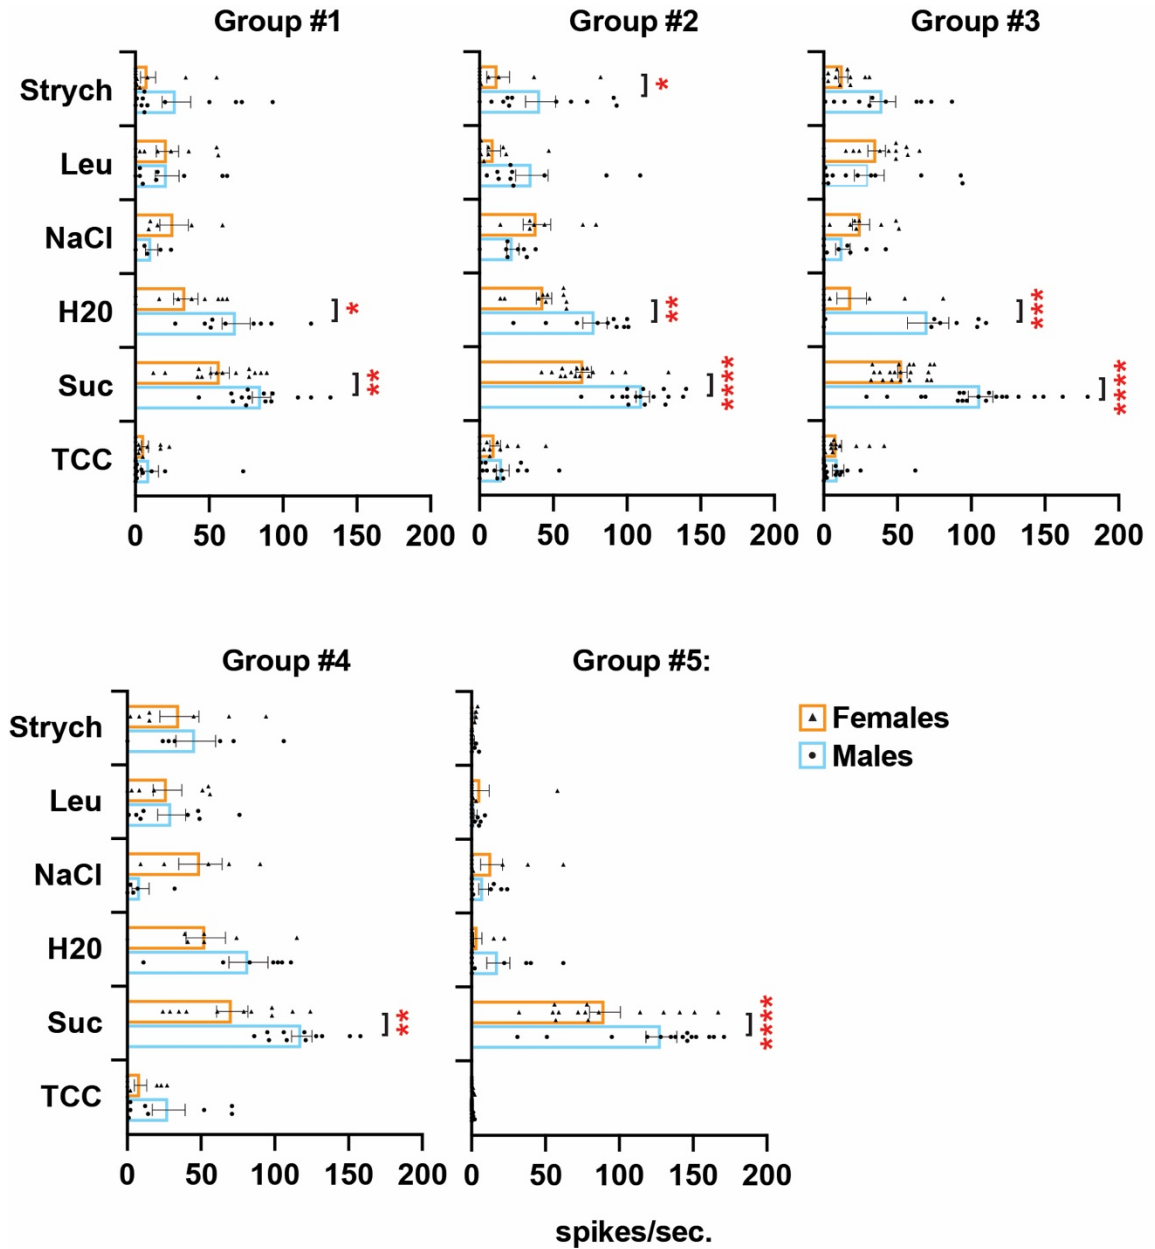 Group #1
Group #2
Group #3
Strych
Leu
NaCl
H20
Suc
TCC
*
**
*
**
****
***
****
0 50 100 150 200
0 50 100 150 200
0 50 100 150 200
Group #4
Group #5:
Strych
Leu
NaCl
H20
Suc
TCC
**
****
Females
Males
0 50 100 150 200
0 50 100 150 200
spikes/sec.